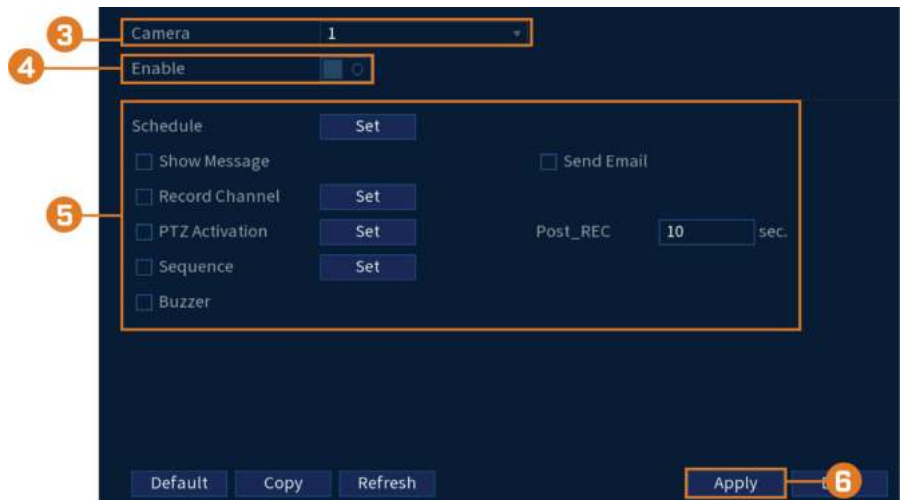 3 Camera 1
4 Enable
Schedule Set
Show Message Send Email
Record Channel Set
5 PTZ Activation Set Post_REC 10 sec.
Sequence Set
Buzzer
Default Copy Refresh Apply 6